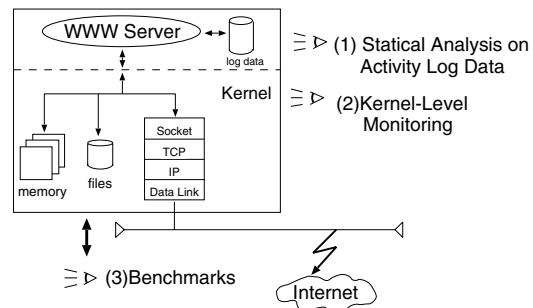 WWW Server
log data
(1) Statical Analysis on
Activity Log Data
Kernel
(2)Kernel-Level
Monitoring
Socket
TCP
IP
Data Link
memory
files
(3)Benchmarks
Internet